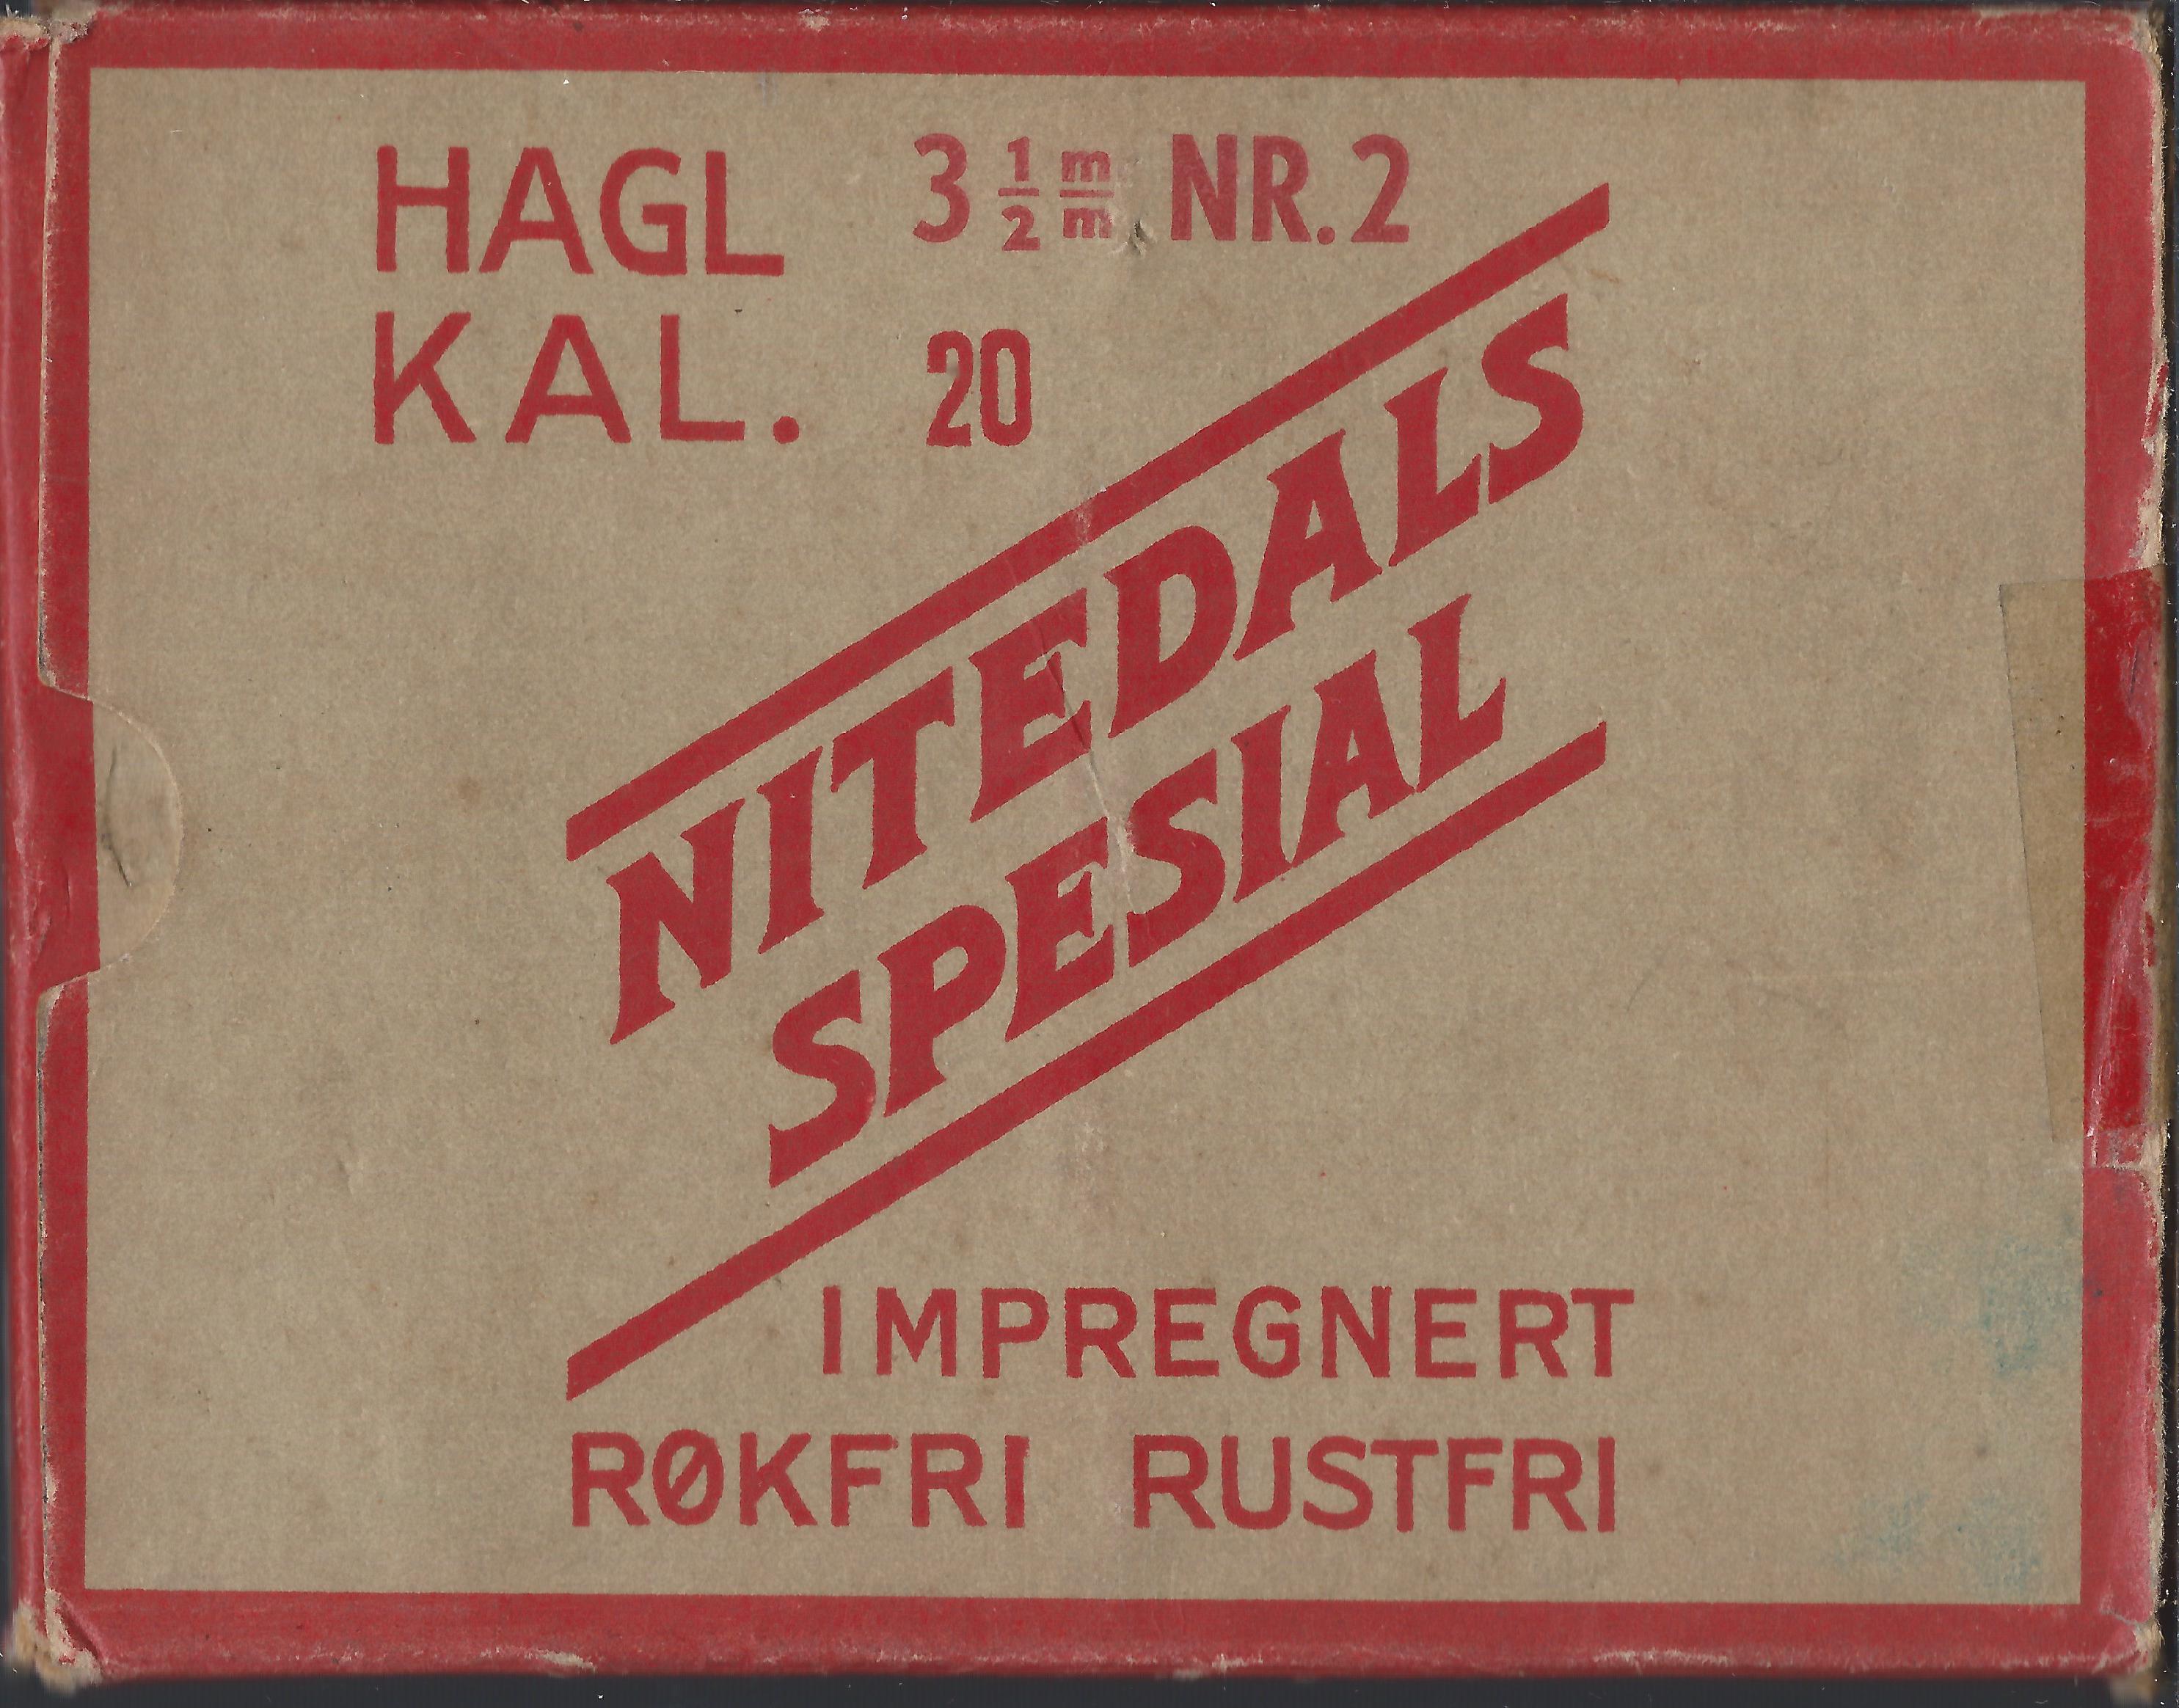 HAGL 3 1/2 m/m NR.2
KAL. 20
NITEDALS
SPESIAL
IMPREGNERT
RØKFRI RUSTFRI